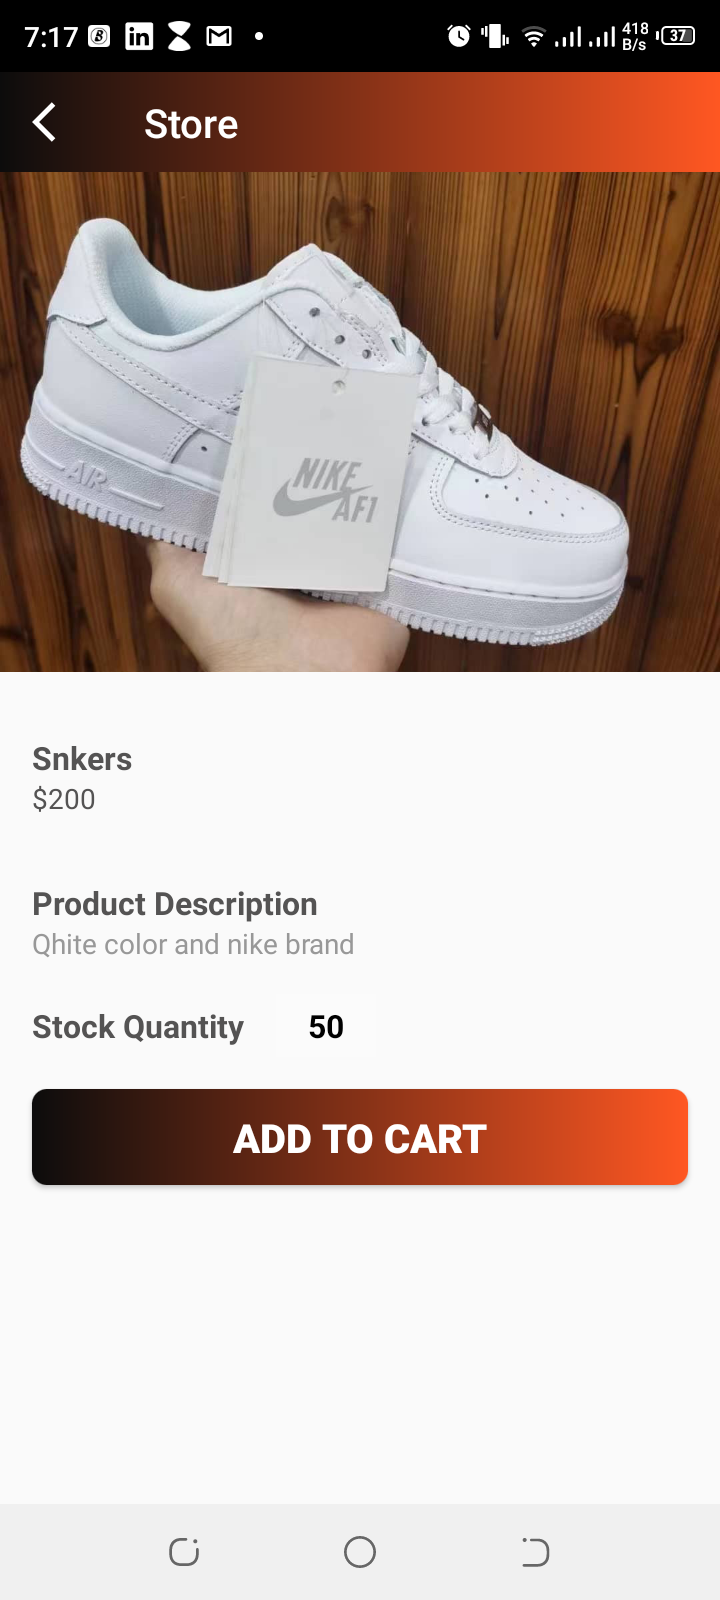 7:17
418
B/s
37
Store
AIR
NIKE
AF1
Snkers
$200
Product Description
Qhite color and nike brand
Stock Quantity 50
ADD TO CART